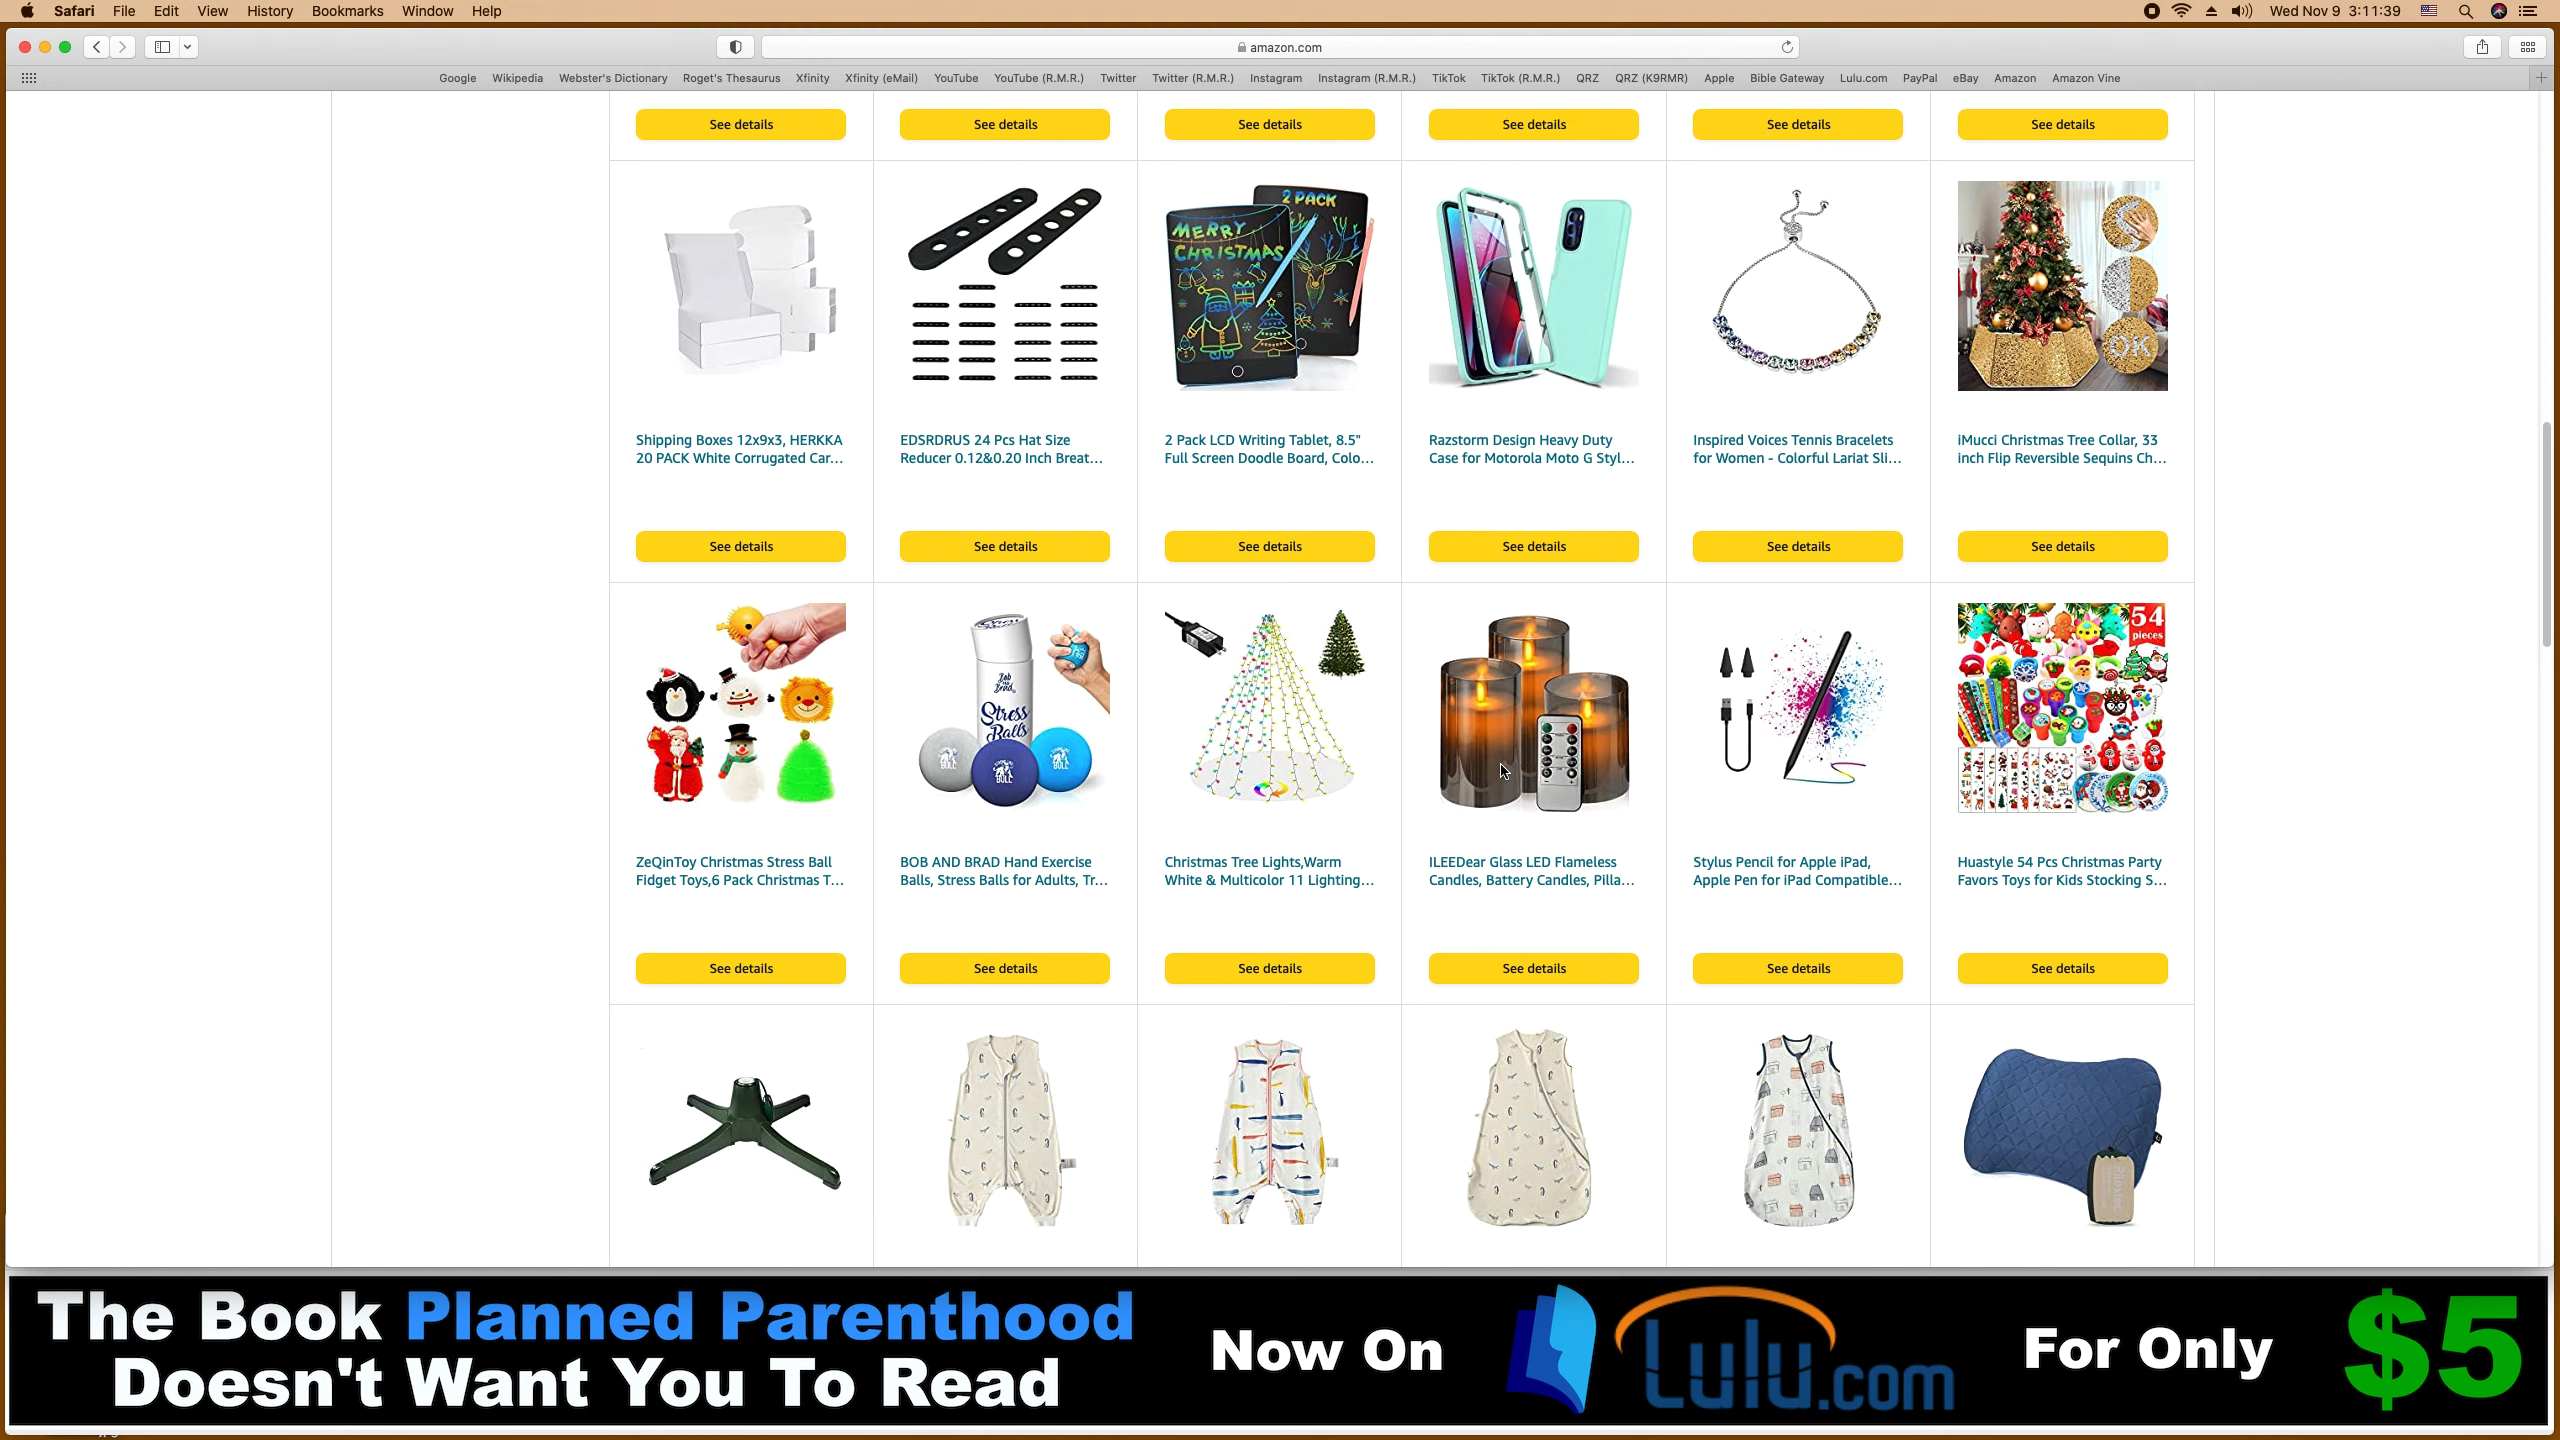 Safari File Edit View History Bookmarks Window Help
Wed Nov 9 3:11:39
amazon.com
Google Wikipedia Webster's Dictionary Roget's Thesaurus Xfinity Xfinity (eMail) YouTube YouTube (R.M.R.) Twitter Twitter (R.M.R.) Instagram Instagram (R.M.R.) TikTok TikTok (R.M.R.) QRZ QRZ (K9RMR) Apple Bible Gateway Lulu.com PayPal eBay Amazon Amazon Vine
See details See details See details See details See details See details
2 PACK
MERRY
CHRISTMAS
OK
Shipping Boxes 12x9x3, HERKKA
20 PACK White Corrugated Car...
EDSRDRUS 24 Pcs Hat Size
Reducer 0.12&0.20 Inch Breat...
2 Pack LCD Writing Tablet, 8.5"
Full Screen Doodle Board, Colo...
Razstorm Design Heavy Duty
Case for Motorola Moto G Styl...
Inspired Voices Tennis Bracelets
for Women - Colorful Lariat Sli...
iMucci Christmas Tree Collar, 33
inch Flip Reversible Sequins Ch...
See details See details See details See details See details See details
Stress
Balls
54
pieces
ZeQinToy Christmas Stress Ball
Fidget Toys,6 Pack Christmas T...
BOB AND BRAD Hand Exercise
Balls, Stress Balls for Adults, Tr...
Christmas Tree Lights,Warm
White & Multicolor 11 Lighting...
ILEEDear Glass LED Flameless
Candles, Battery Candles, Pilla...
Stylus Pencil for Apple iPad,
Apple Pen for iPad Compatible...
Huastyle 54 Pcs Christmas Party
Favors Toys for Kids Stocking S...
See details See details See details See details See details See details
The Book Planned Parenthood
Doesn't Want You To Read
Now On
Lulu.com
For Only
$5